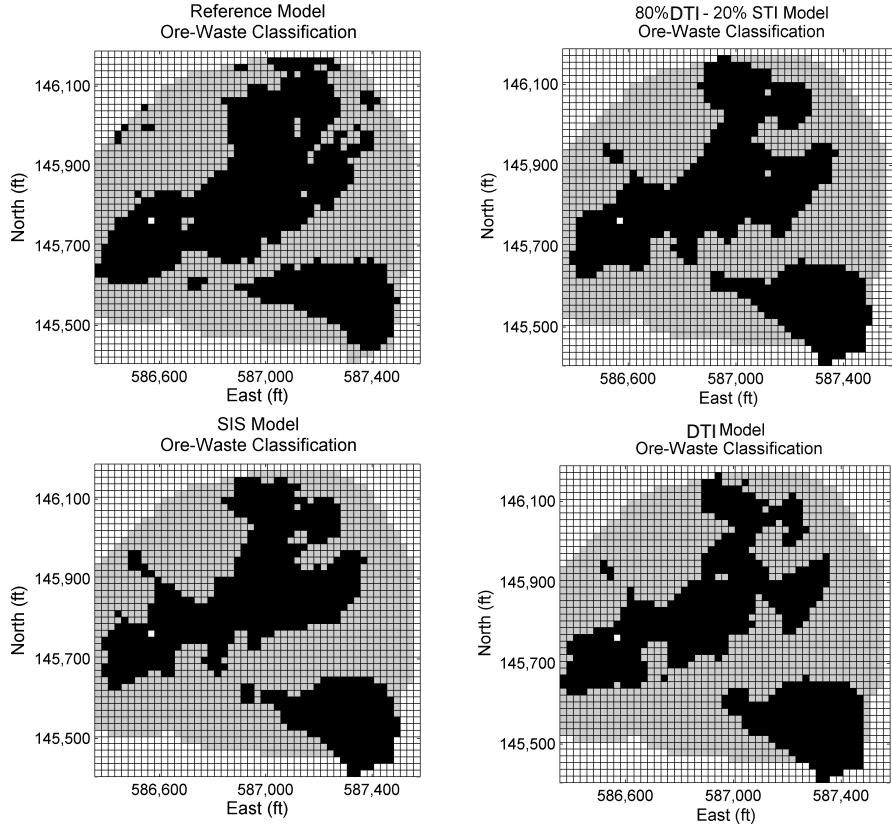 Reference Model
Ore-Waste Classification
146,100
145,900
145,700
145,500
North (ft)
586,600
587,000
587,400
East (ft)
80%DTI - 20% STI Model
Ore-Waste Classification
146,100
145,900
145,700
145,500
North (ft)
586,600
587,000
587,400
East (ft)
SIS Model
Ore-Waste Classification
146,100
145,900
145,700
145,500
North (ft)
586,600
587,000
587,400
East (ft)
DTI Model
Ore-Waste Classification
146,100
145,900
145,700
145,500
North (ft)
586,600
587,000
587,400
East (ft)